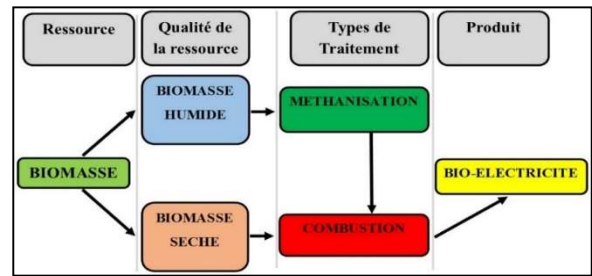 Ressource
Qualité de
la ressource
Types de
Traitement
Produit
BIOMASSE
HUMIDE
METHANISATION
BIOMASSE
BIO-ELECTRICITE
BIOMASSE
SECHE
COMBUSTION